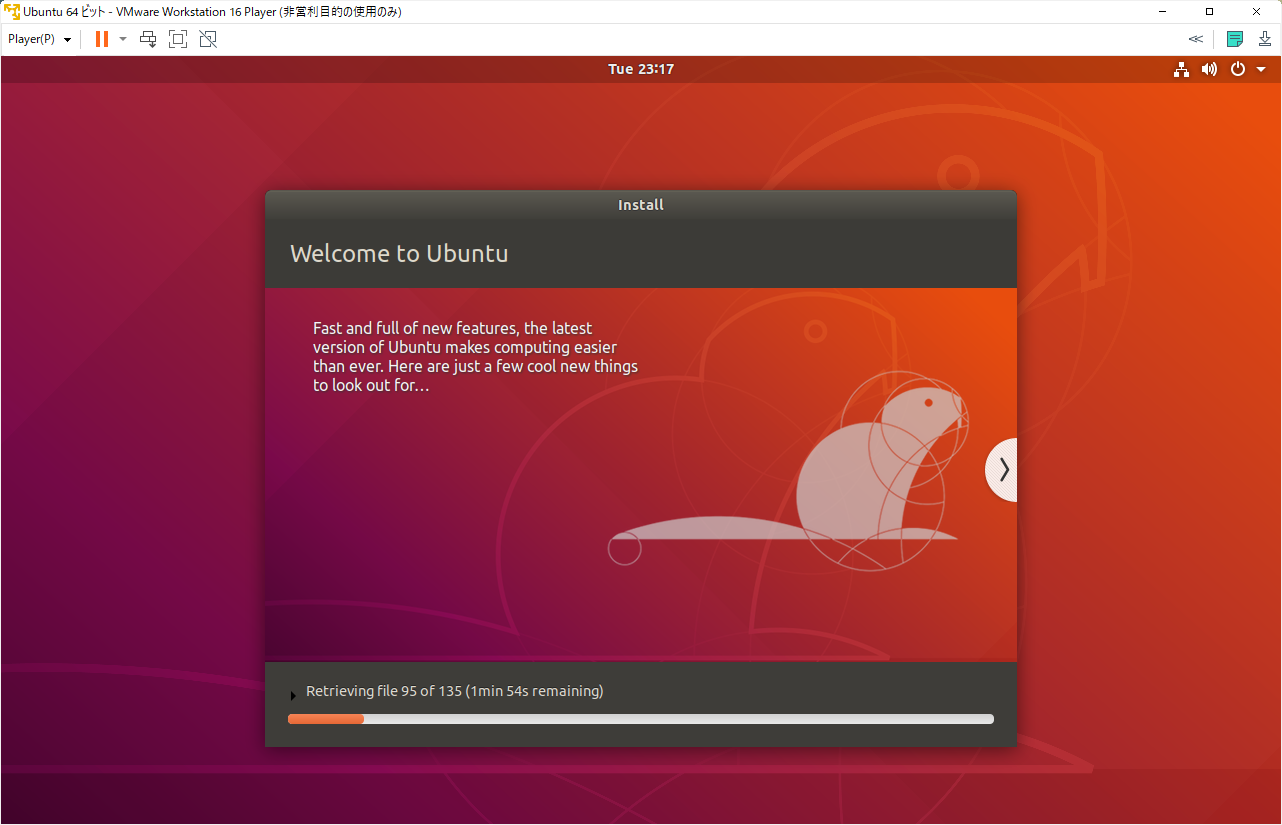 Ubuntu 64 ビット - VMware Workstation 16 Player (非営利目的の使用のみ)
Player(P)
Tue 23:17
Install
Welcome to Ubuntu
Fast and full of new features, the latest
version of Ubuntu makes computing easier
than ever. Here are just a few cool new things
to look out for…
Retrieving file 95 of 135 (1min 54s remaining)